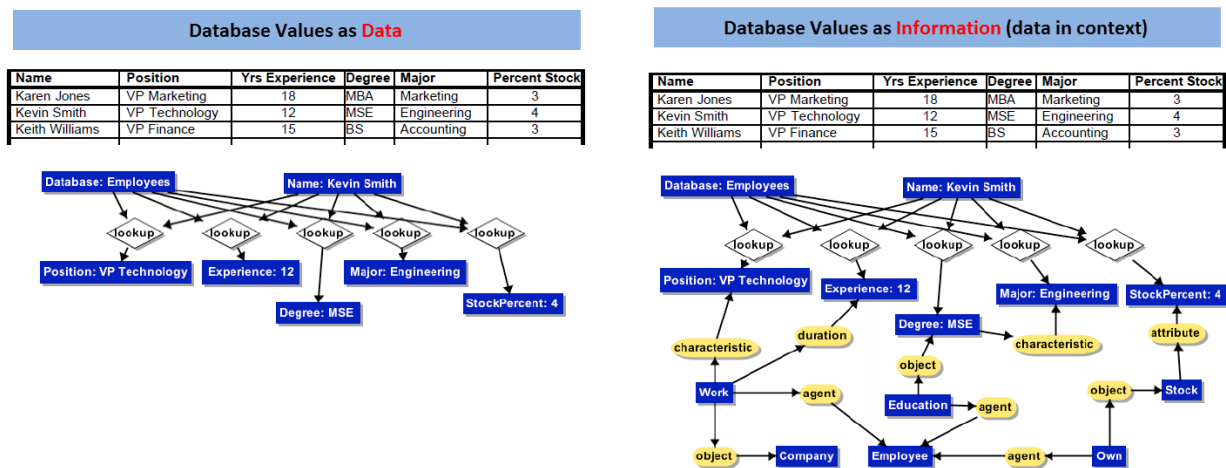 Database Values as Data
Name Position Yrs Experience Degree Major Percent Stock
Karen Jones VP Marketing 18 MBA Marketing 3
Kevin Smith VP Technology 12 MSE Engineering 4
Keith Williams VP Finance 15 BS Accounting 3
Database: Employees Name: Kevin Smith
lookup lookup lookup lookup lookup
Position: VP Technology Experience: 12 Major: Engineering
StockPercent: 4
Degree: MSE
Database Values as Information (data in context)
Name Position Yrs Experience Degree Major Percent Stock
Karen Jones VP Marketing 18 MBA Marketing 3
Kevin Smith VP Technology 12 MSE Engineering 4
Keith Williams VP Finance 15 BS Accounting 3
Database: Employees Name: Kevin Smith
lookup lookup lookup lookup lookup
Position: VP Technology Experience: 12 Major: Engineering StockPercent: 4
Degree: MSE
characteristic duration characteristic attribute
object
Work agent Education agent object Stock
object Company Employee agent Own